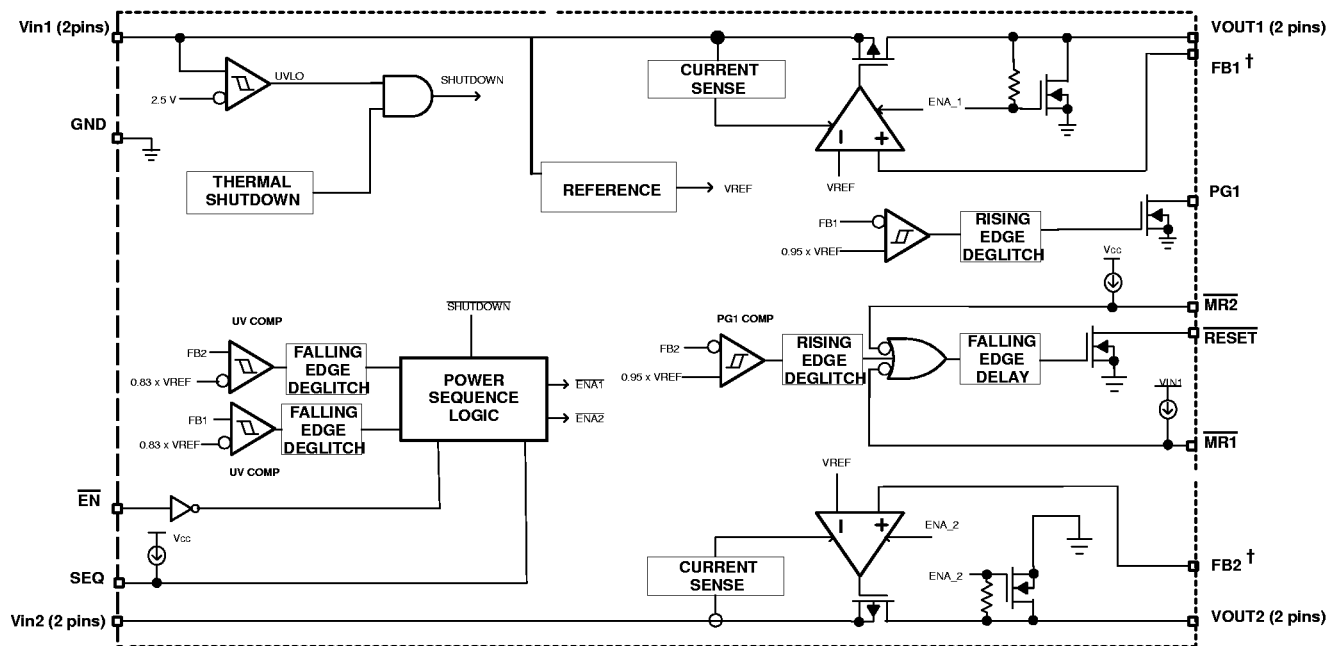 Vin1 (2pins)
VOUT1 (2 pins)
UVLO
SHUTDOWN
2.5 V
CURRENT
SENSE
ENA_1
FB1 †
GND
THERMAL
SHUTDOWN
REFERENCE
VREF
VREF
PG1
FB1
0.95 x VREF
RISING
EDGE
DEGLITCH
Vcc
MR2
SHUTDOWN
UV COMP
FB2
0.83 x VREF
FALLING
EDGE
DEGLITCH
POWER
SEQUENCE
LOGIC
ENA1
ENA2
FB1
0.83 x VREF
FALLING
EDGE
DEGLITCH
UV COMP
PG1 COMP
FB2
0.95 x VREF
RISING
EDGE
DEGLITCH
FALLING
EDGE
DELAY
RESET
VIN1
MR1
EN
Vcc
SEQ
VREF
ENA_2
CURRENT
SENSE
ENA_2
FB2 †
Vin2 (2 pins)
VOUT2 (2 pins)